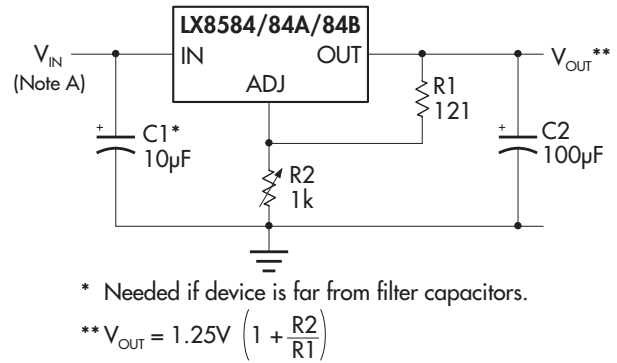 LX8584/84A/84B
V_IN IN OUT V_OUT**
(Note A) ADJ
R1
121
C1*
10µF
+
R2
1k
+
C2
100µF
* Needed if device is far from filter capacitors.
** V_OUT = 1.25V (1 + R2/R1)